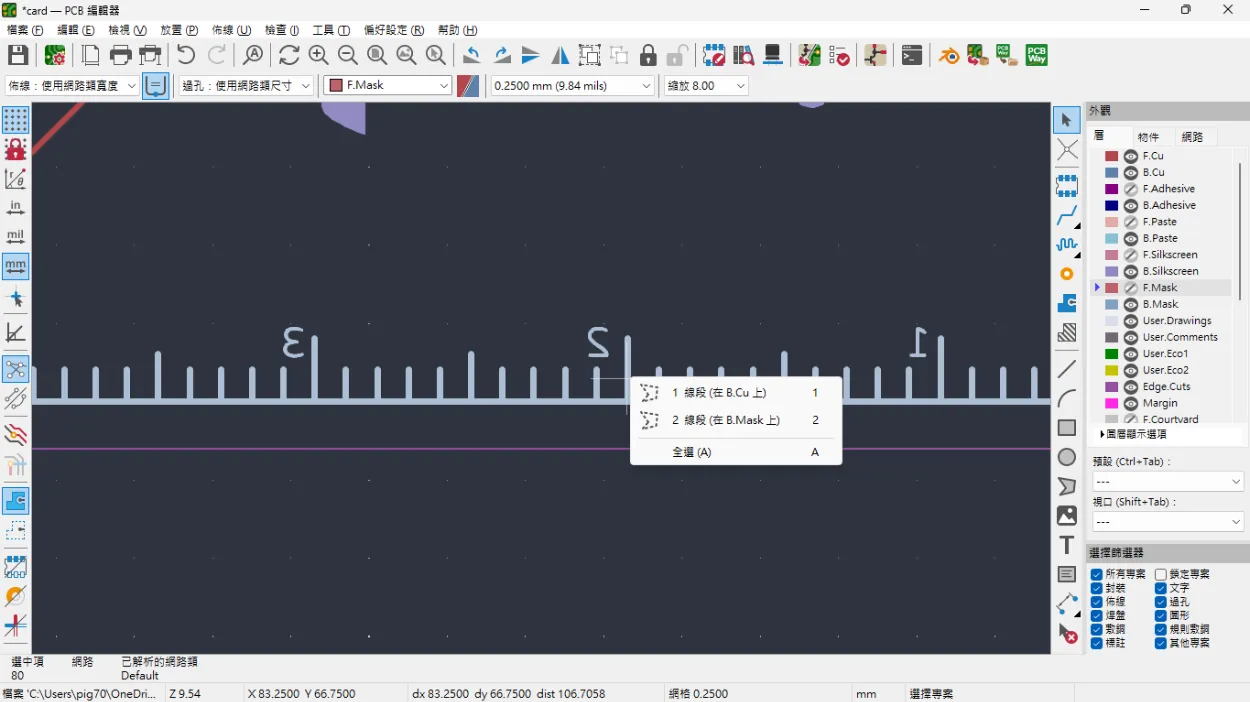 *card — PCB 編輯器
檔案 (F) 編輯 (E) 檢視 (V) 放置 (P) 佈線 (U) 檢查 (I) 工具 (T) 偏好設定 (R) 幫助 (H)
佈線：使用網路類寬度 過孔：使用網路類尺寸 F.Mask 0.2500 mm (9.84 mils) 縮放 8.00
in
mil
mm
3 2 1
1 線段 (在 B.Cu 上) 1
2 線段 (在 B.Mask 上) 2
全選 (A) A
外觀
層 物件 網路
F.Cu
B.Cu
F.Adhesive
B.Adhesive
F.Paste
B.Paste
F.Silkscreen
B.Silkscreen
F.Mask
B.Mask
User.Drawings
User.Comments
User.Eco1
User.Eco2
Edge.Cuts
Margin
F.Courtyard
圖層顯示選項
預設 (Ctrl+Tab)：
---
視口 (Shift+Tab)：
---
選擇篩選器
所有專案 鎖定專案
封裝 文字
佈線 過孔
焊盤 圖形
敷銅 規則敷銅
標註 其他專案
PCB Way
選中項 網路 已解析的網路類
80 Default
檔案 'C:\Users\pig70\OneDri... Z 9.54 X 83.2500 Y 66.7500 dx 83.2500 dy 66.7500 dist 106.7058 網格 0.2500 mm 選擇專案